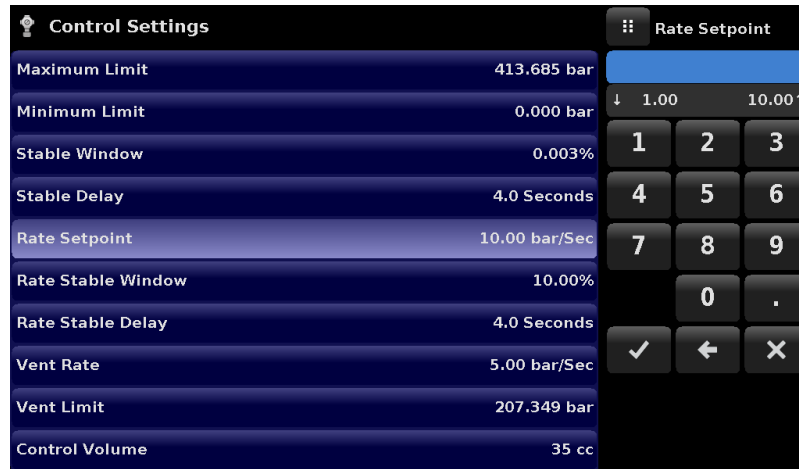 Control Settings
Maximum Limit 413.685 bar
Minimum Limit 0.000 bar
Stable Window 0.003%
Stable Delay 4.0 Seconds
Rate Setpoint 10.00 bar/Sec
Rate Stable Window 10.00%
Rate Stable Delay 4.0 Seconds
Vent Rate 5.00 bar/Sec
Vent Limit 207.349 bar
Control Volume 35 cc
Rate Setpoint
↓ 1.00 10.00↑
1 2 3
4 5 6
7 8 9
0 .